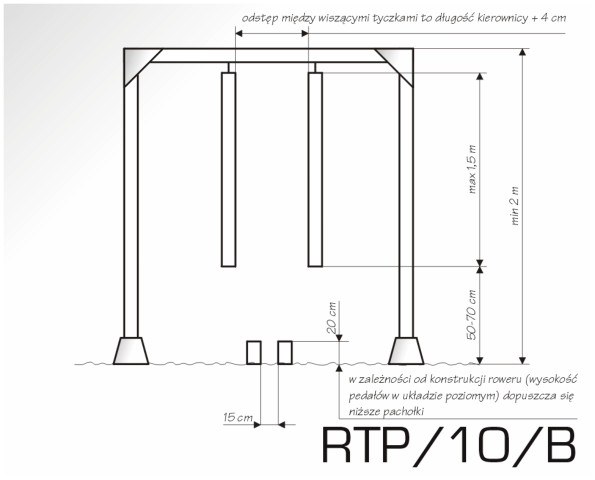 odstęp między wiszącymi tyczkami to długość kierownicy + 4 cm
max 1,5 m
min 2 m
50-70 cm
20 cm
15 cm
w zależności od konstrukcji roweru (wysokość
pedałów w układzie poziomym) dopuszcza się
niższe pachołki
RTP/10/B